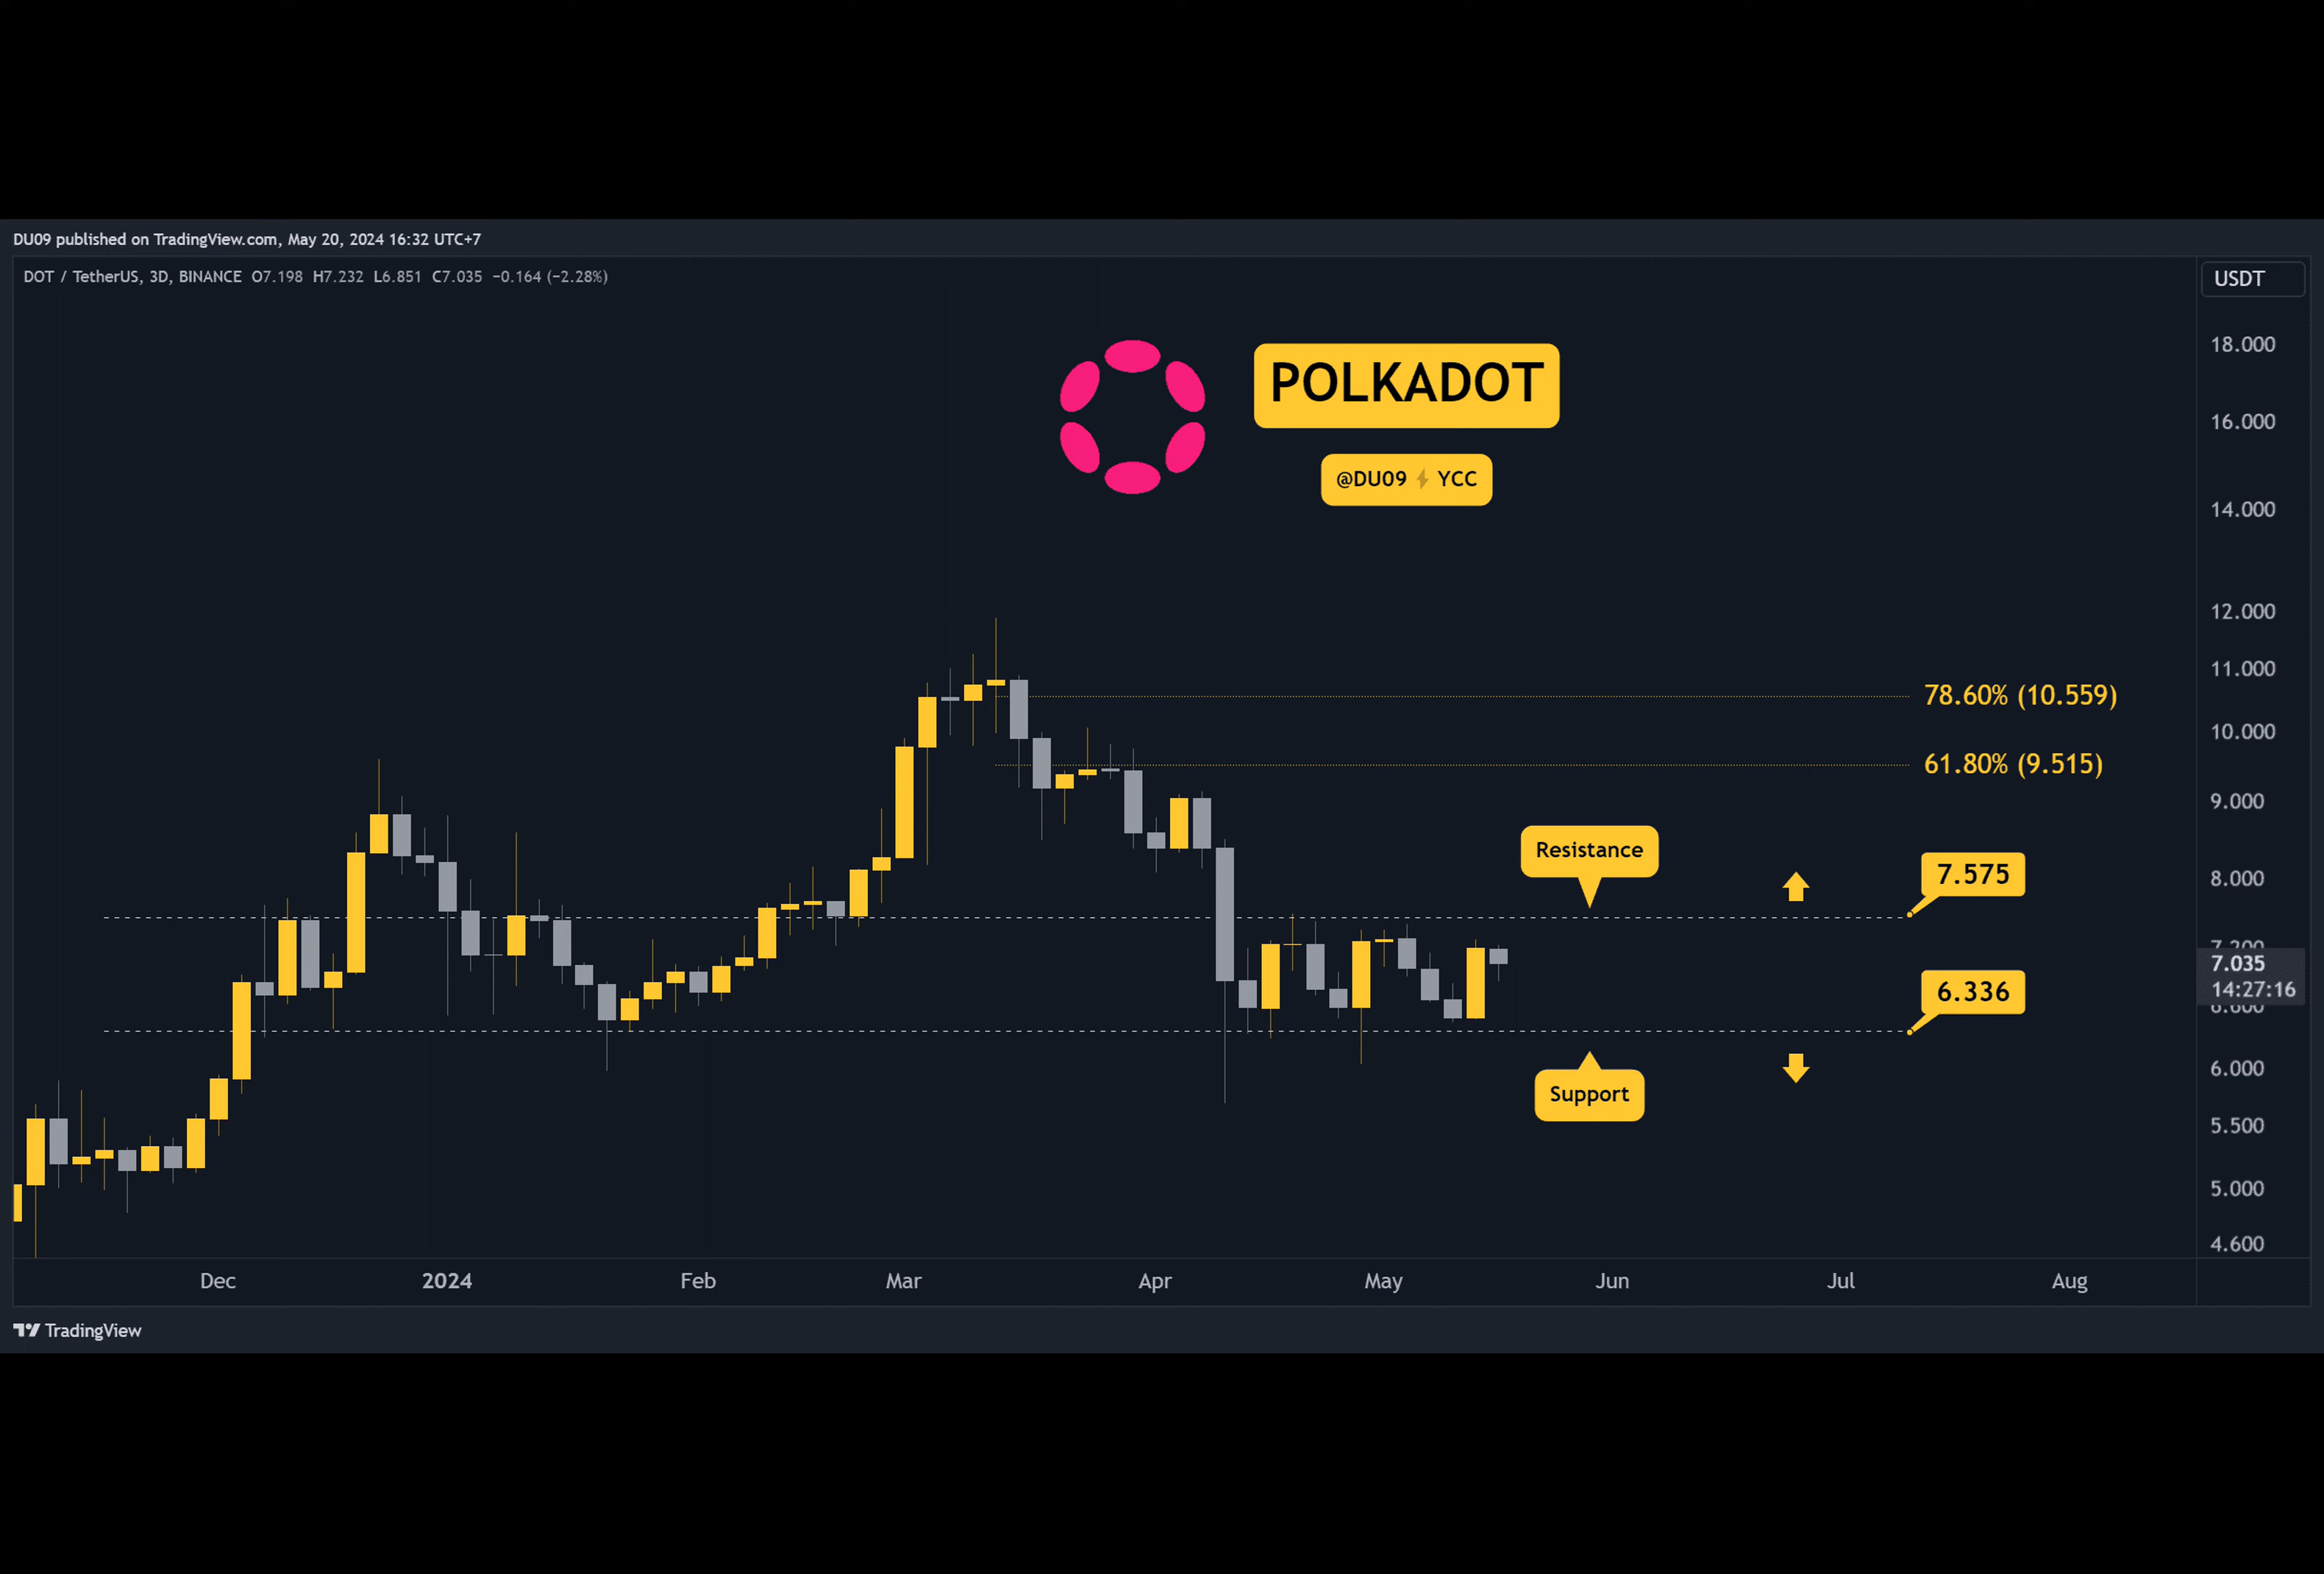 DU09 published on TradingView.com, May 20, 2024 16:32 UTC+7
DOT / TetherUS, 3D, BINANCE O7.198 H7.232 L6.851 C7.035 −0.164 (−2.28%)
USDT
POLKADOT
@DU09 ⚡ YCC
18.000
16.000
14.000
12.000
11.000
78.60% (10.559)
10.000
61.80% (9.515)
9.000
Resistance
7.575
8.000
7.200
7.035
14:27:16
6.336
6.000
Support
5.500
5.000
4.600
Dec 2024 Feb Mar Apr May Jun Jul Aug
TradingView